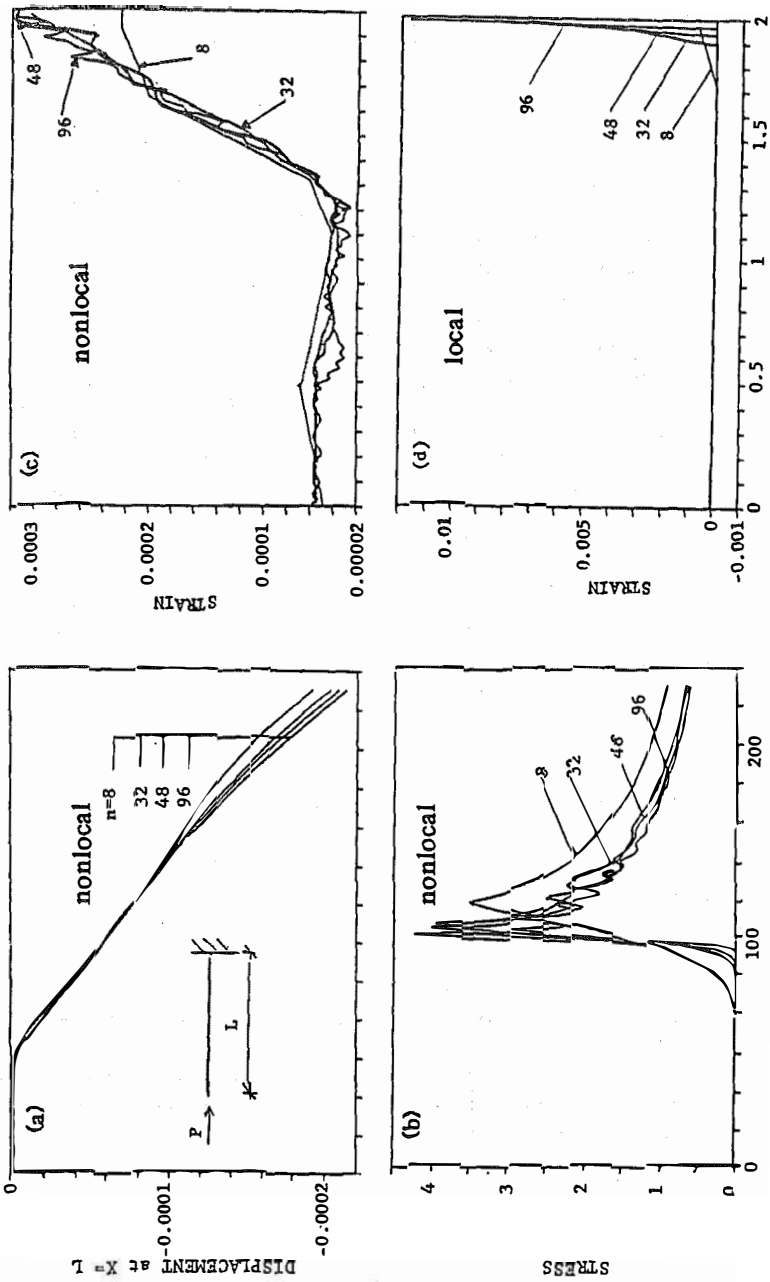 (a)
nonlocal
n=8
32
48
96
P
L
0
-0.0001
-0.0002
DISPLACEMENT at X= L
(b)
nonlocal
8
32
48
96
4
3
2
1
0
STRESS
0
100
200
(c)
nonlocal
48
96
8
32
0.0003
0.0002
0.0001
0.00002
STRAIN
(d)
local
96
48
32
8
0.01
0.005
0
-0.001
STRAIN
0
0.5
1
1.5
2